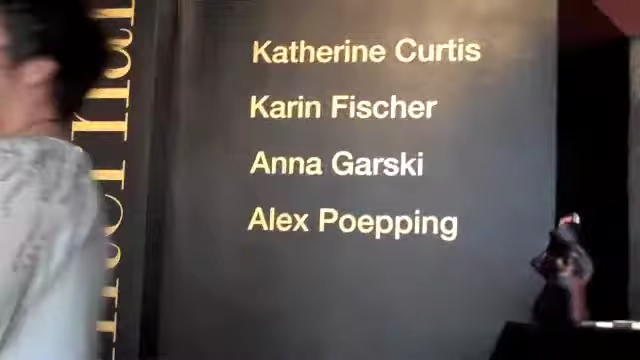 Katherine Curtis
Karin Fischer
Anna Garski
Alex Poepping